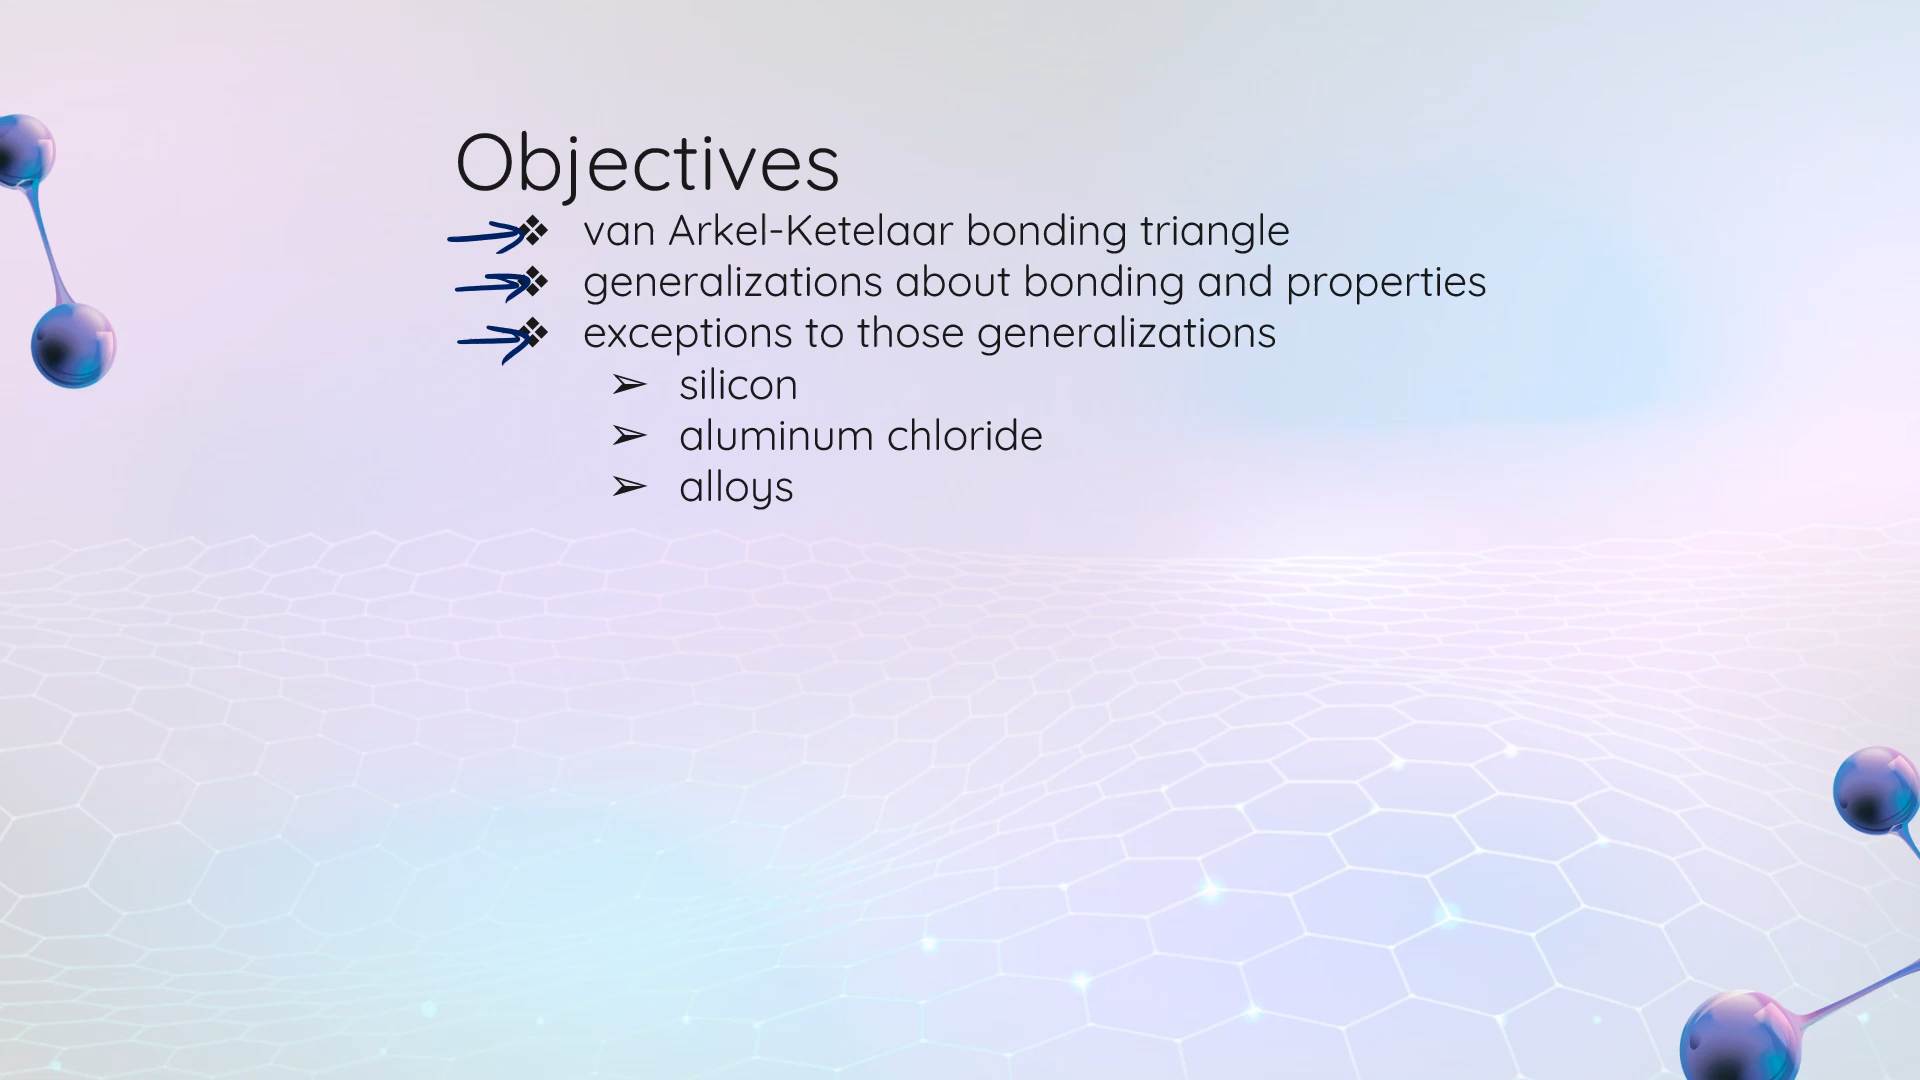 Objectives
❖ van Arkel-Ketelaar bonding triangle
❖ generalizations about bonding and properties
❖ exceptions to those generalizations
➢ silicon
➢ aluminum chloride
➢ alloys